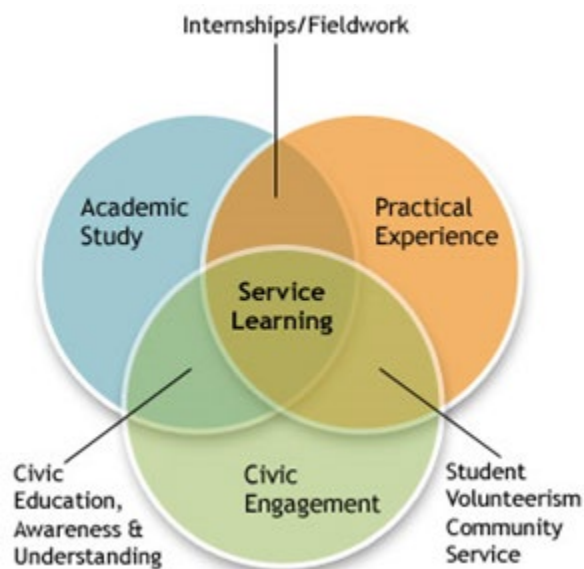 Internships/Fieldwork
Academic
Study
Practical
Experience
Service
Learning
Civic
Education,
Awareness &
Understanding
Civic
Engagement
Student
Volunteerism
Community
Service